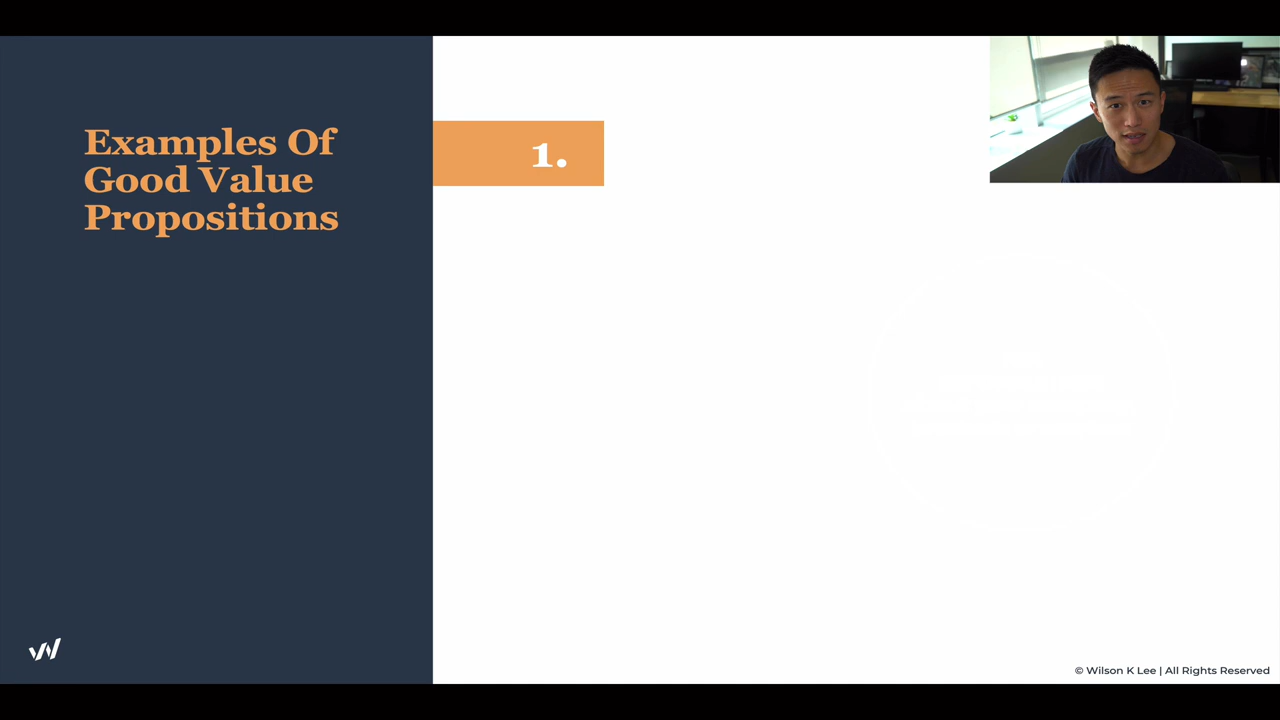 Examples Of
Good Value
Propositions
1.
© Wilson K Lee | All Rights Reserved